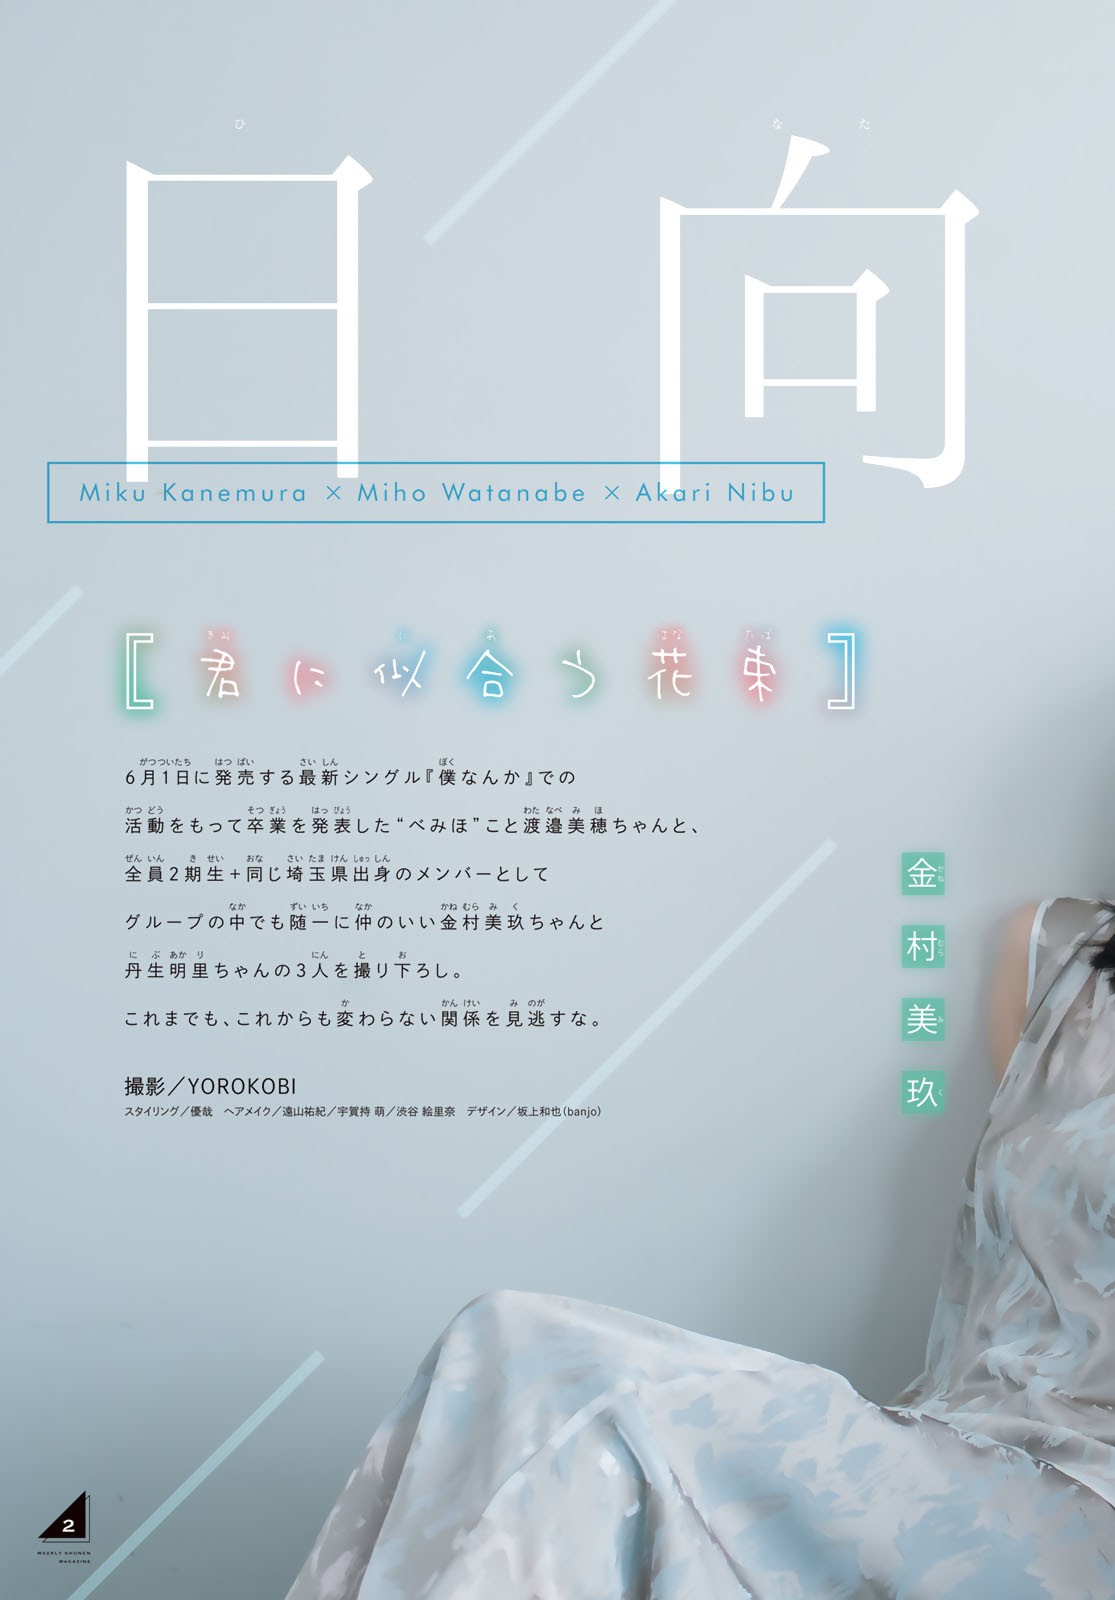 日向
Miku Kanemura × Miho Watanabe × Akari Nibu
『君に似合う花束』
6月1日に発売する最新シングル『僕なんか』での
活動をもって卒業を発表した“べみほ”こと渡邉美穂ちゃんと、
全員2期生+同じ埼玉県出身のメンバーとして
グループの中でも随一に仲のいい金村美玖ちゃんと
丹生明里ちゃんの3人を撮り下ろし。
これまでも、これからも変わらない関係を見逃すな。
撮影／YOROKOBI
スタイリング／優哉　ヘアメイク／遠山祐紀／宇賀持 萌／渋谷 絵里奈　デザイン／坂上和也(banjo)
金村美玖
2
WEEKLY SHONEN
MAGAZINE